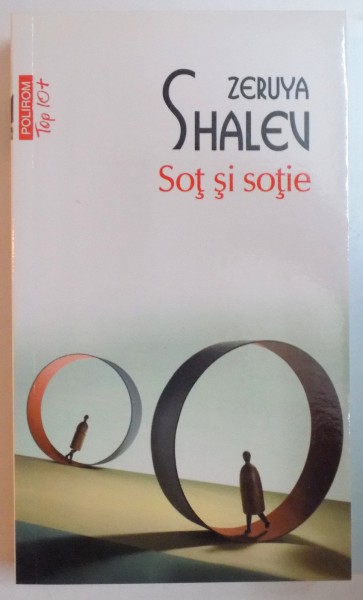 POLIROM
Top 10+
ZERUYA
SHALEV
Soţ şi soţie